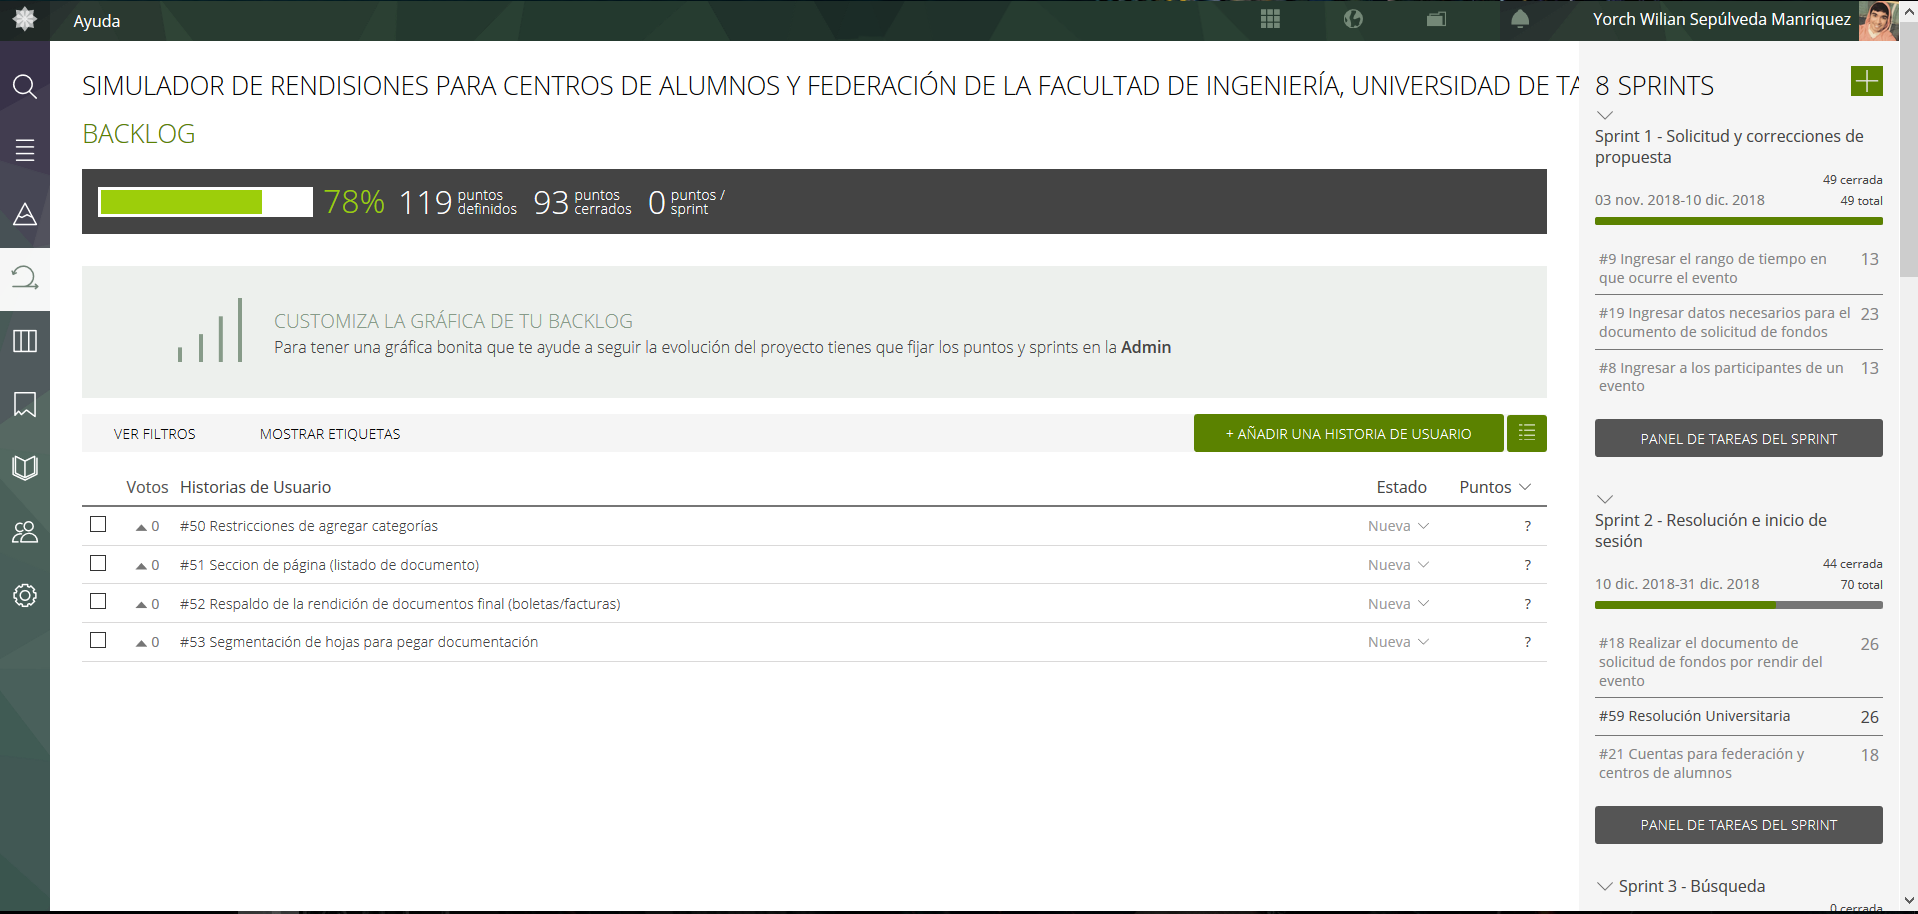 Ayuda
Yorch Wilian Sepúlveda Manriquez
SIMULADOR DE RENDISIONES PARA CENTROS DE ALUMNOS Y FEDERACIÓN DE LA FACULTAD DE INGENIERÍA, UNIVERSIDAD DE TA
BACKLOG
78% 119 puntos definidos 93 puntos cerrados 0 puntos / sprint
CUSTOMIZA LA GRÁFICA DE TU BACKLOG
Para tener una gráfica bonita que te ayude a seguir la evolución del proyecto tienes que fijar los puntos y sprints en la Admin
VER FILTROS MOSTRAR ETIQUETAS + AÑADIR UNA HISTORIA DE USUARIO
Votos Historias de Usuario Estado Puntos
0 #50 Restricciones de agregar categorías Nueva ?
0 #51 Seccion de página (listado de documento) Nueva ?
0 #52 Respaldo de la rendición de documentos final (boletas/facturas) Nueva ?
0 #53 Segmentación de hojas para pegar documentación Nueva ?
8 SPRINTS
Sprint 1 - Solicitud y correcciones de
propuesta
49 cerrada
03 nov. 2018-10 dic. 2018 49 total
#9 Ingresar el rango de tiempo en 13
que ocurre el evento
#19 Ingresar datos necesarios para el 23
documento de solicitud de fondos
#8 Ingresar a los participantes de un 13
evento
PANEL DE TAREAS DEL SPRINT
Sprint 2 - Resolución e inicio de
sesión
44 cerrada
10 dic. 2018-31 dic. 2018 70 total
#18 Realizar el documento de 26
solicitud de fondos por rendir del
evento
#59 Resolución Universitaria 26
#21 Cuentas para federación y 18
centros de alumnos
PANEL DE TAREAS DEL SPRINT
Sprint 3 - Búsqueda
0 cerrada